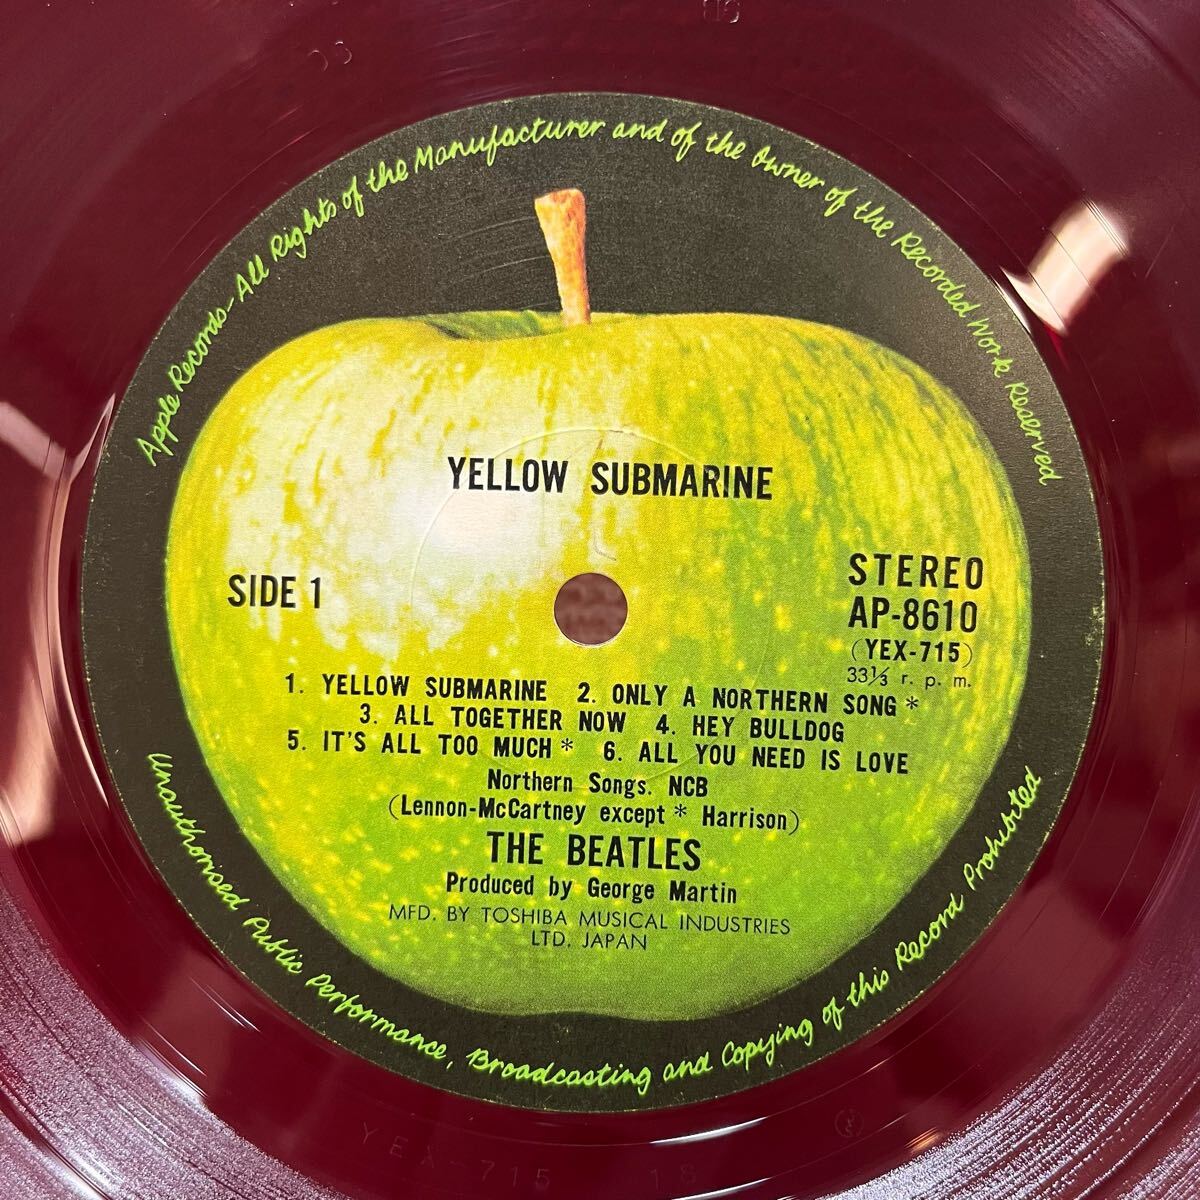 Apple Records-All Rights of the Manufacturer and of the Owner of the Recorded Work Reserved
YELLOW SUBMARINE
SIDE 1
STEREO
AP-8610
(YEX-715)
33⅓ r. p. m.
1. YELLOW SUBMARINE 2. ONLY A NORTHERN SONG *
3. ALL TOGETHER NOW 4. HEY BULLDOG
5. IT'S ALL TOO MUCH * 6. ALL YOU NEED IS LOVE
Northern Songs. NCB
(Lennon-McCartney except * Harrison)
THE BEATLES
Produced by George Martin
MFD. BY TOSHIBA MUSICAL INDUSTRIES
LTD. JAPAN
Unauthorised Public Performance, Broadcasting and Copying of this Record Prohibited
YEX-715 18